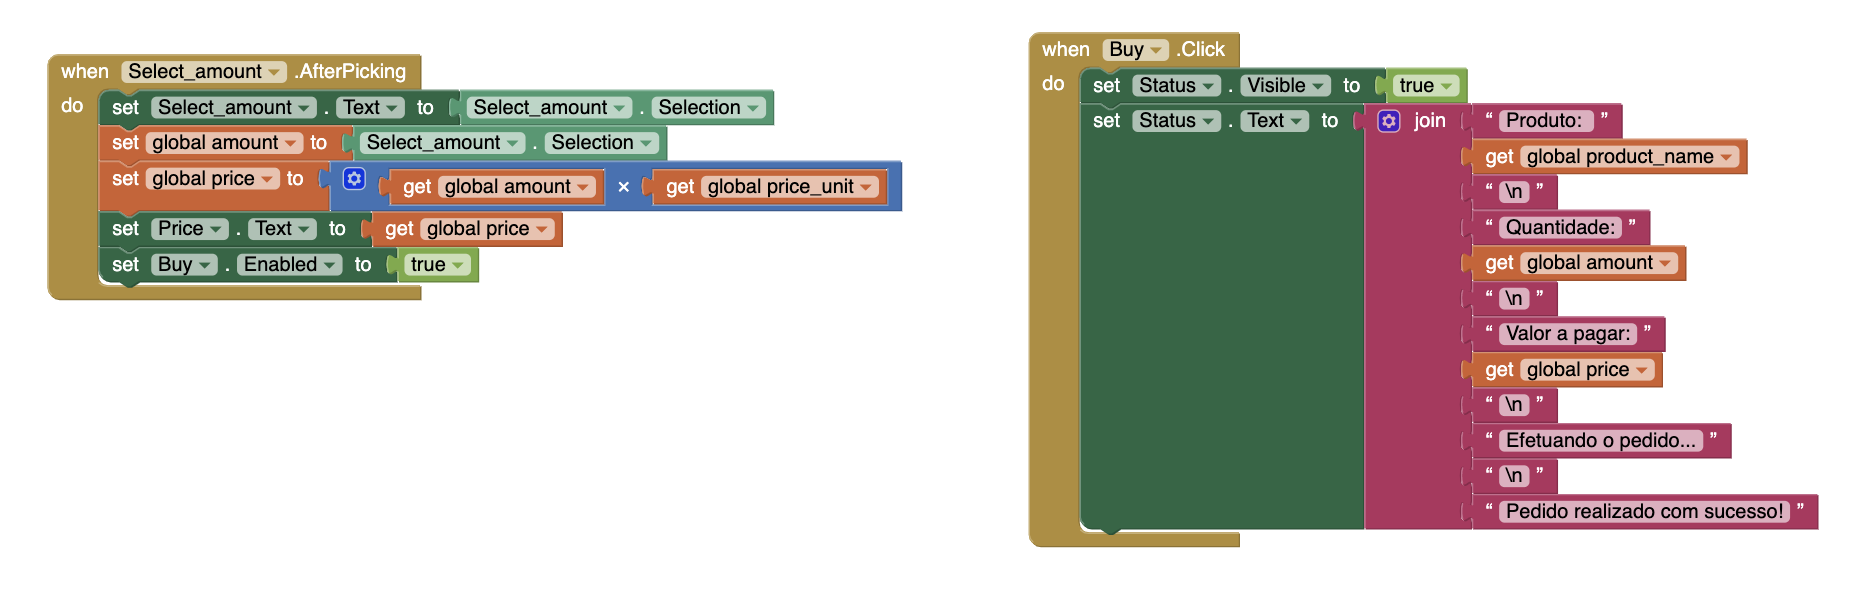 when Select_amount .AfterPicking
do set Select_amount . Text to Select_amount . Selection
set global amount to Select_amount . Selection
set global price to get global amount × get global price_unit
set Price . Text to get global price
set Buy . Enabled to true
when Buy .Click
do set Status . Visible to true
set Status . Text to join “ Produto: ”
get global product_name
“ \n ”
“ Quantidade: ”
get global amount
“ \n ”
“ Valor a pagar: ”
get global price
“ \n ”
“ Efetuando o pedido... ”
“ \n ”
“ Pedido realizado com sucesso! ”